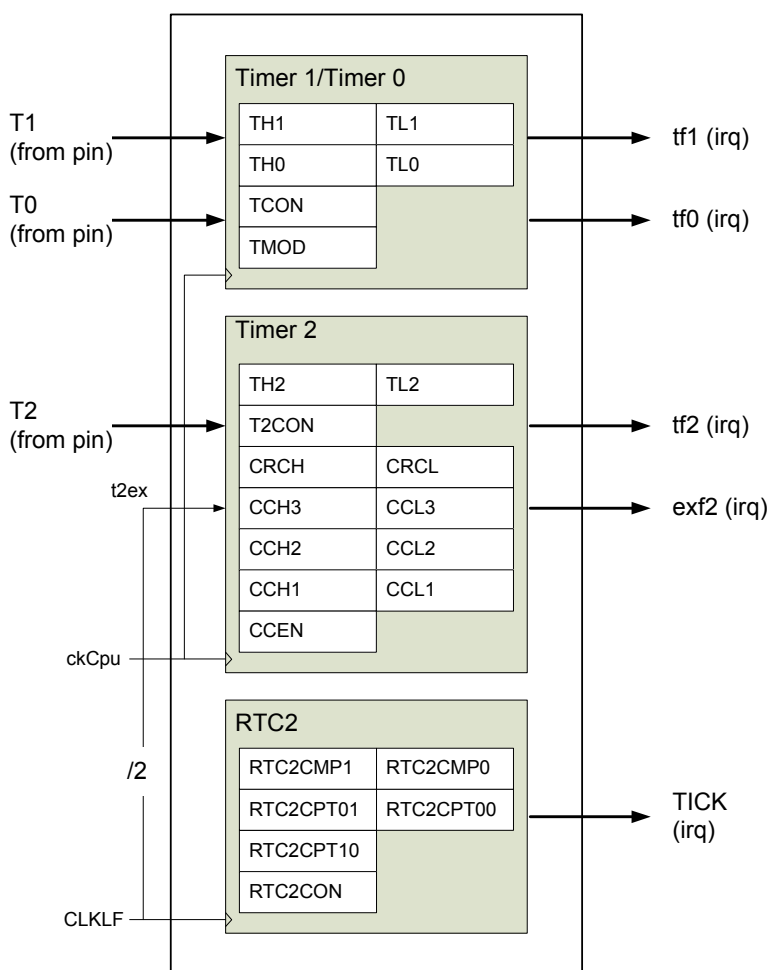 Timer 1/Timer 0
T1
(from pin)
TH1 TL1
tf1 (irq)
TH0 TL0
T0
(from pin)
TCON
tf0 (irq)
TMOD
Timer 2
TH2 TL2
T2
(from pin)
T2CON
tf2 (irq)
CRCH CRCL
t2ex
CCH3 CCL3
exf2 (irq)
CCH2 CCL2
CCH1 CCL1
CCEN
ckCpu
RTC2
/2
RTC2CMP1 RTC2CMP0
RTC2CPT01 RTC2CPT00
TICK
(irq)
RTC2CPT10
RTC2CON
CLKLF